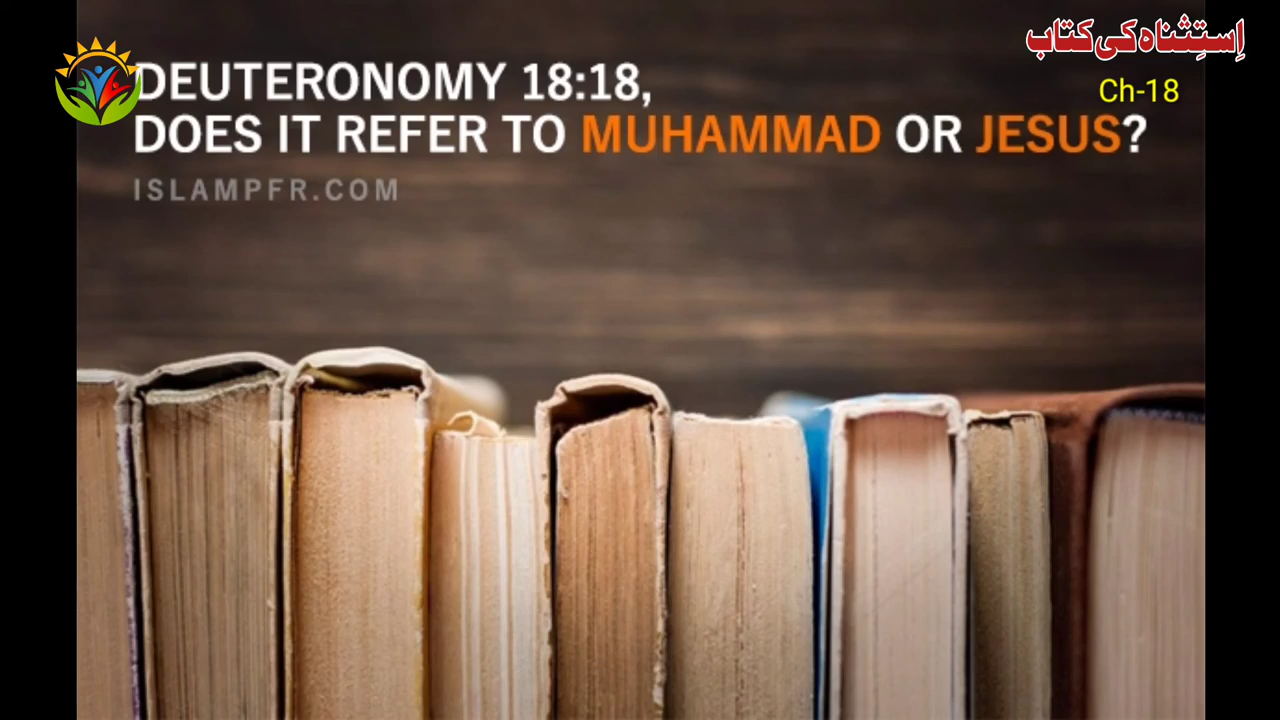 اِستِثناہ کی کتاب
Ch-18
DEUTERONOMY 18:18,
DOES IT REFER TO MUHAMMAD OR JESUS?
ISLAMPFR.COM